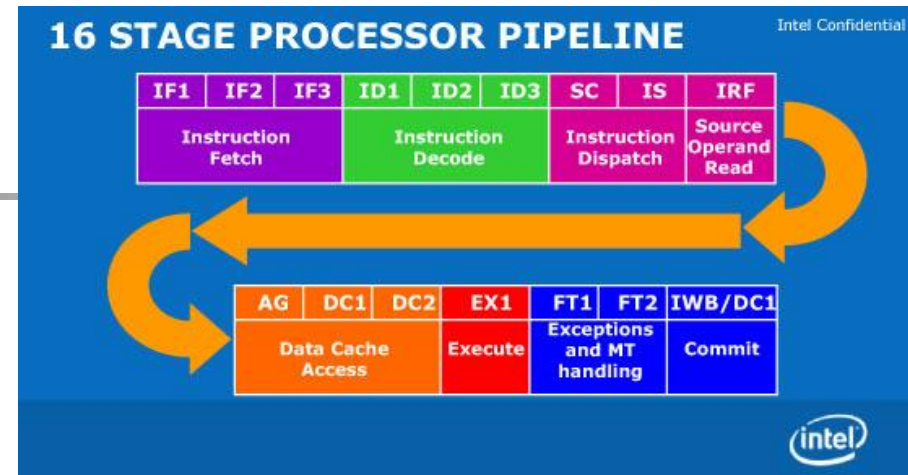 16 STAGE PROCESSOR PIPELINE
Intel Confidential
IF1 IF2 IF3 ID1 ID2 ID3 SC IS IRF
Instruction
Fetch
Instruction
Decode
Instruction
Dispatch
Source
Operand
Read
AG DC1 DC2 EX1 FT1 FT2 IWB/DC1
Data Cache
Access
Execute
Exceptions
and MT
handling
Commit
intel